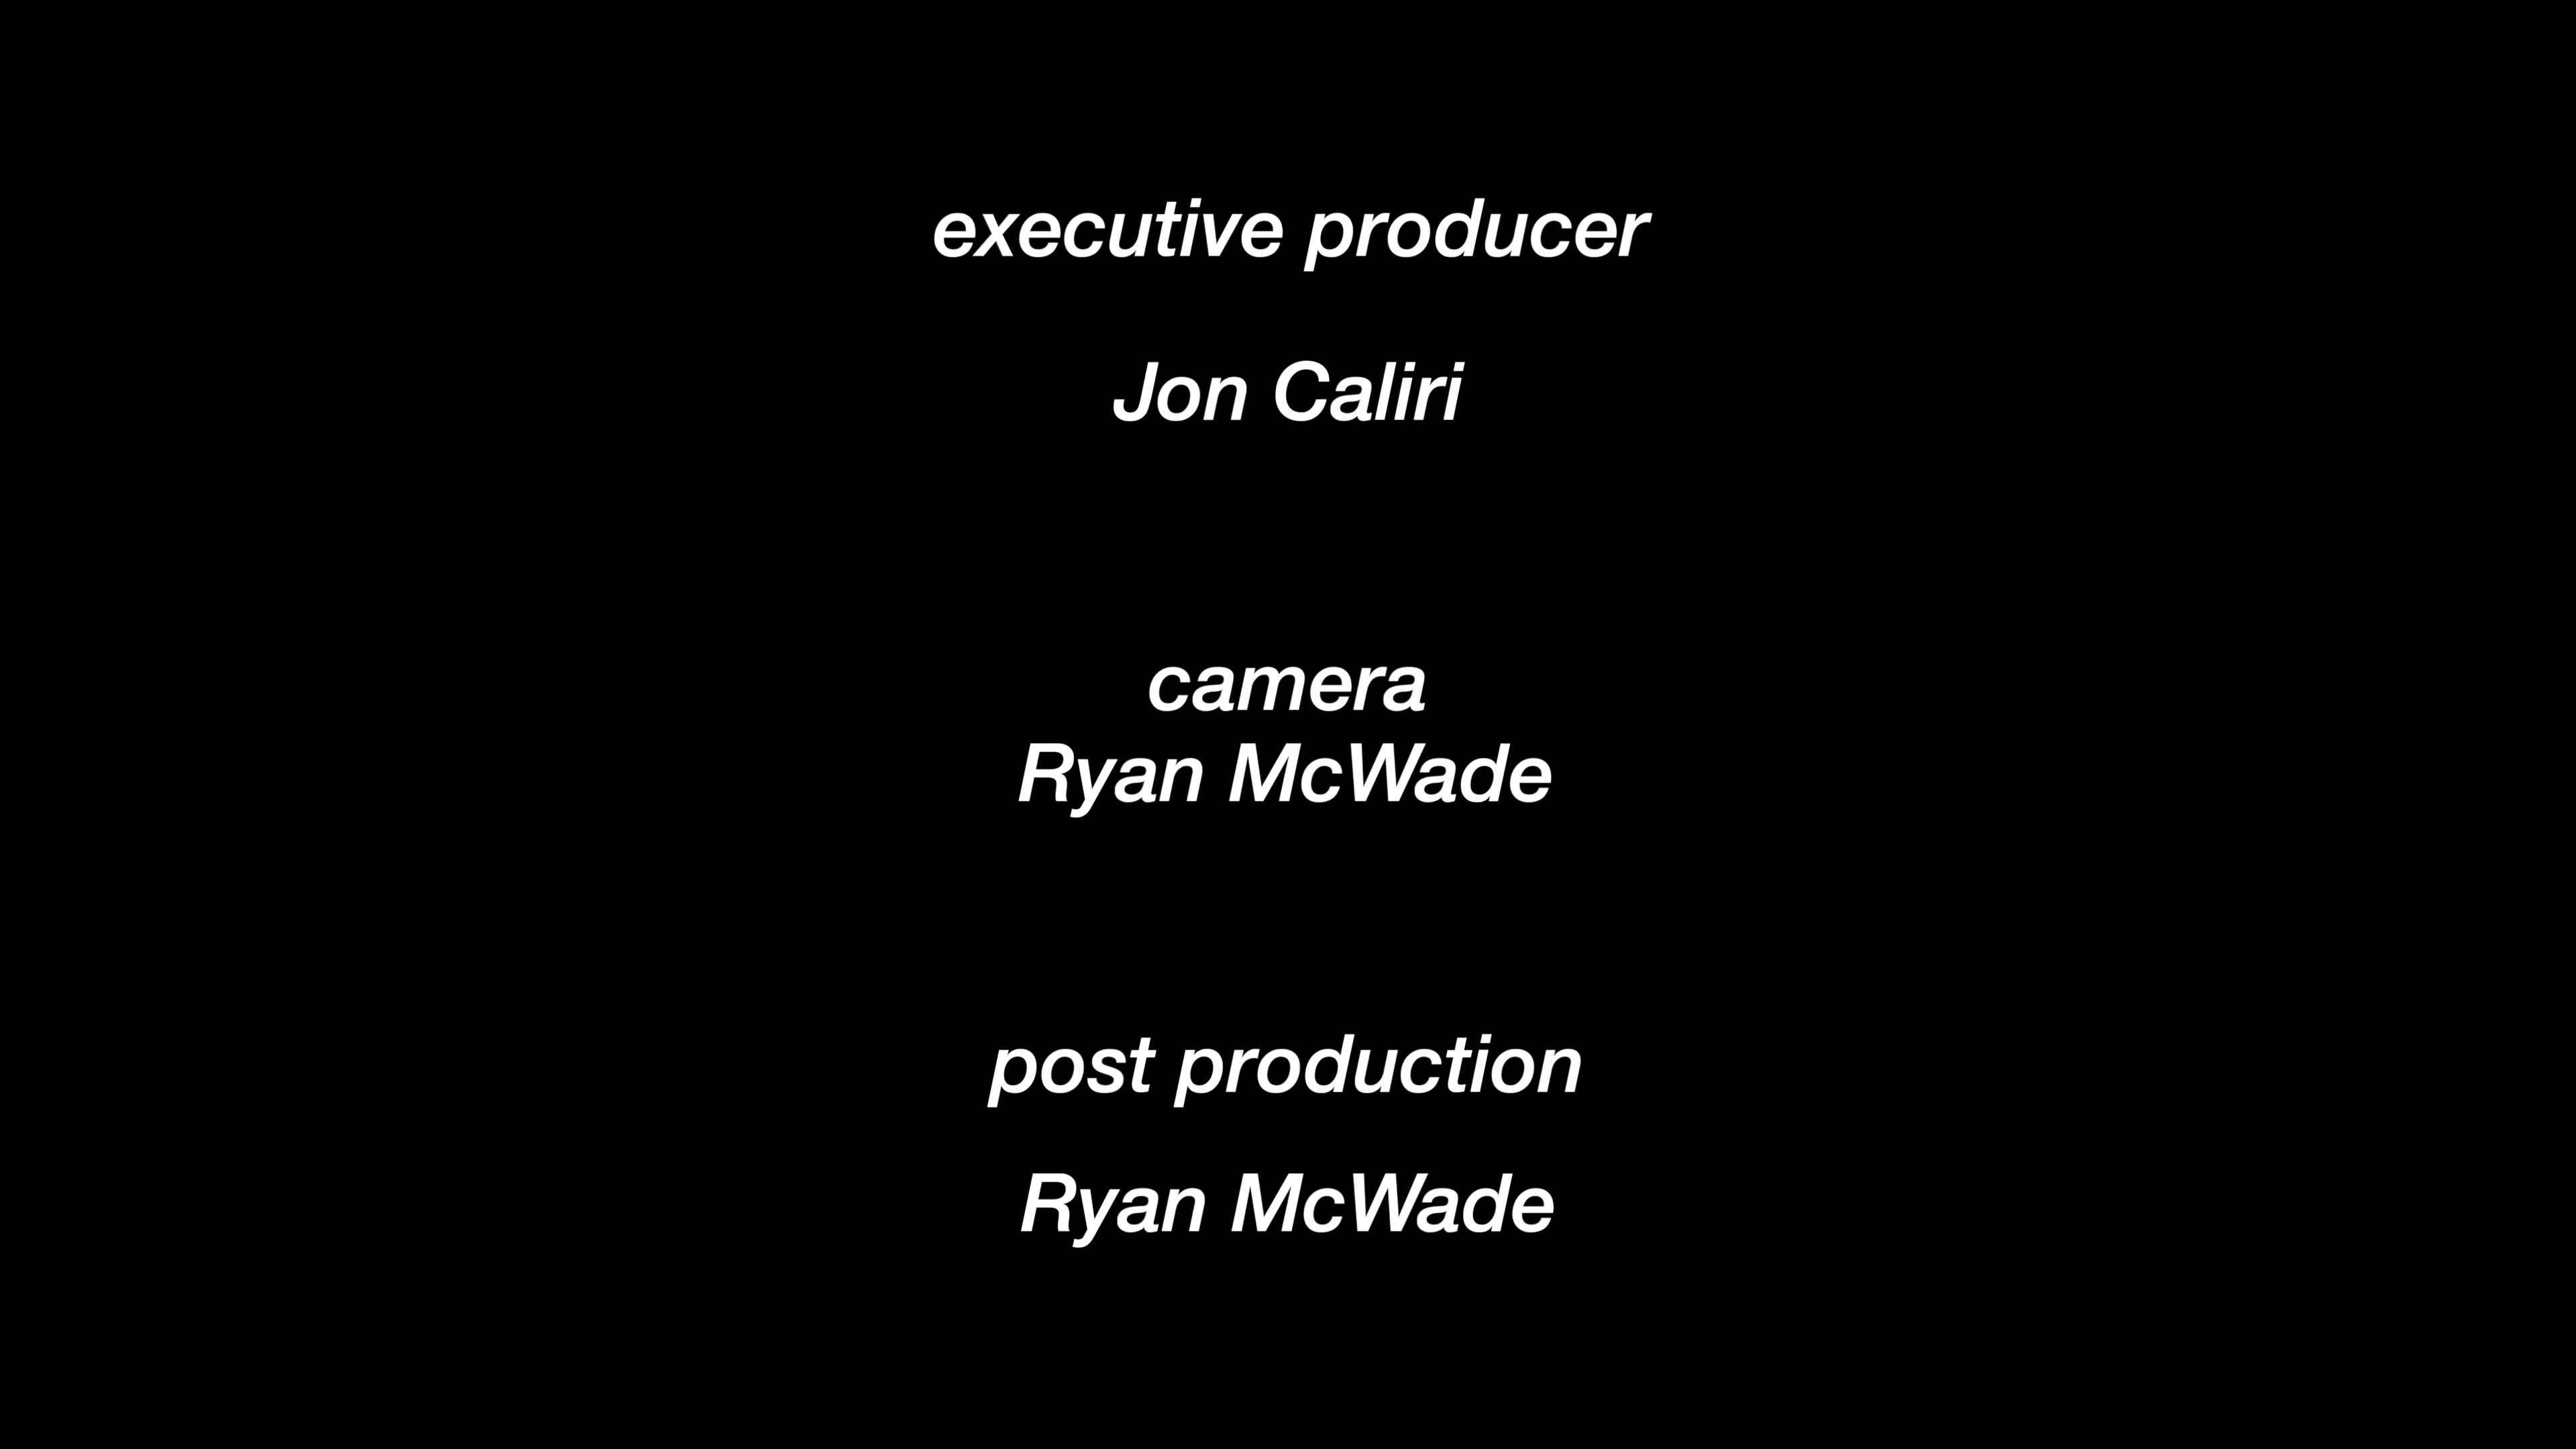 executive producer
Jon Caliri
camera
Ryan McWade
post production
Ryan McWade